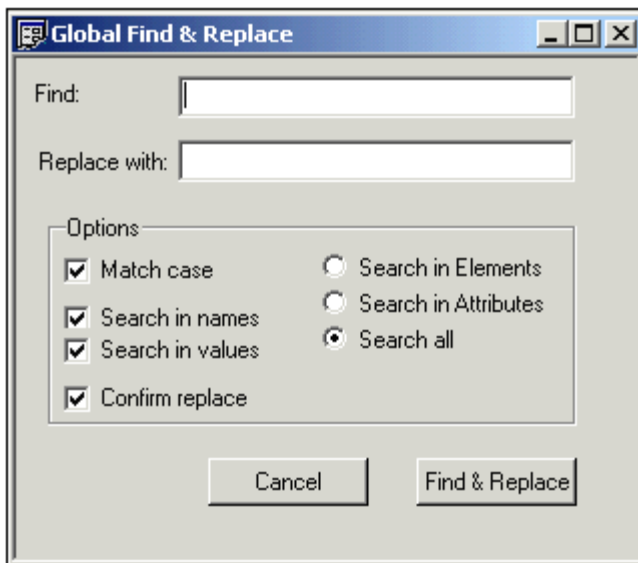 Global Find & Replace
Find:
Replace with:
Options
Match case
Search in names
Search in values
Confirm replace
Search in Elements
Search in Attributes
Search all
Cancel
Find & Replace